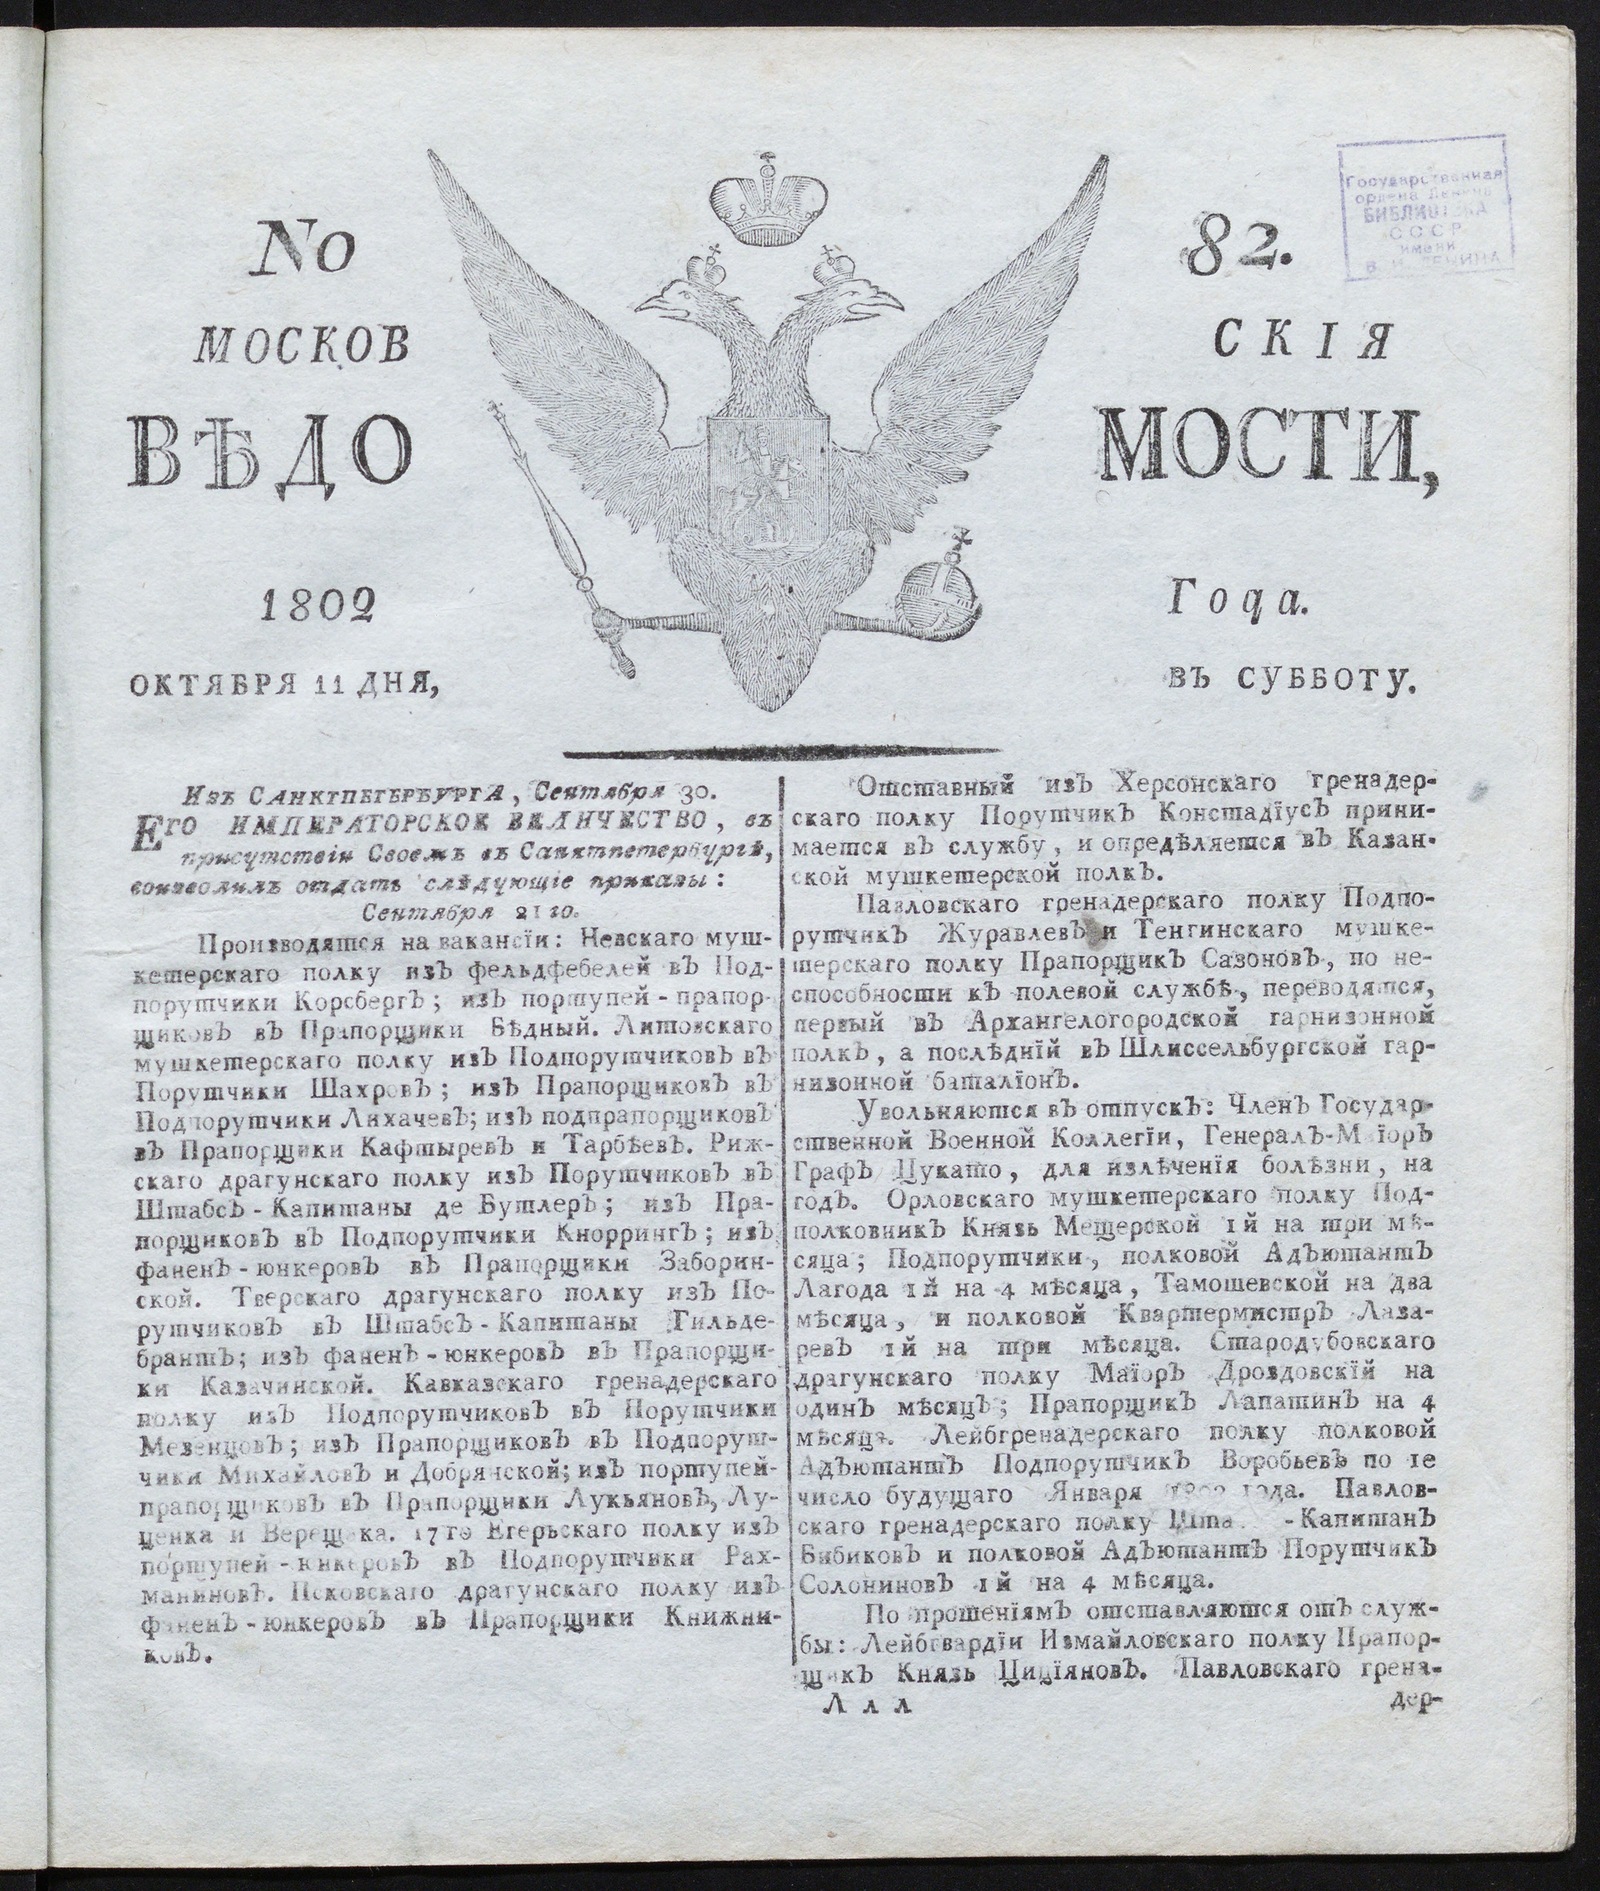 No 82.
МОСКОВ СКІЯ
ВѢДО МОСТИ,
1802 Года.
ОКТЯБРЯ 11 ДНЯ, ВЪ СУББОТУ.
Государственная
ордена Ленина
БИБЛИОТЕКА
СССР
имени
В. И. ЛЕНИНА
Изъ САНКТПЕТЕРБУРГА, Сентября 30.
ЕГО ИМПЕРАТОРСКОЕ ВЕЛИЧЕСТВО, въ
присутствіи Своемъ въ Санктпетербургѣ,
соизволилъ отдать слѣдующіе приказы:
Сентября 21 го.
Производятся на вакансїи: Невскаго муш-
кетерскаго полку изЪ фельдфебелей вЪ Под-
порутчики КорсбергЪ; изЪ портупей-прапор-
щиковЪ вЪ Прапорщики Бѣдный. Литовскаго
мушкетерскаго полку изЪ ПодпорутчиковЪ вЪ
Порутчики ШахровЪ; изЪ ПрапорщиковЪ вЪ
Подпорутчики ЛихачевЪ; изЪ подпрапорщиковЪ
вЪ Прапорщики КафтыревЪ и ТарбѣевЪ. Риж-
скаго драгунскаго полку изЪ ПорутчиковЪ вЪ
ШтабсЪ-Капитаны де БутлерЪ; изЪ Пра-
порщиковЪ вЪ Подпорутчики КноррингЪ; изЪ
фаненЪ-юнкеровЪ вЪ Прапорщики Заборин-
ской. Тверскаго драгунскаго полку изЪ По-
рутчиковЪ вЪ ШтабсЪ-Капитаны Гильде-
брантЪ; изЪ фаненЪ-юнкеровЪ вЪ Прапорщи-
ки Казачинской. Кавказскаго гренадерскаго
полку изЪ ПодпорутчиковЪ вЪ Порутчики
МезенцовЪ; изЪ ПрапорщиковЪ вЪ Подпорут-
чики МихайловЪ и Добрянской; изЪ портупей-
прапорщиковЪ вЪ Прапорщики ЛукьяновЪ, Лу-
ценка и Верещака. 17го Егерьскаго полку изЪ
портупей-юнкеровЪ вЪ Подпорутчики Рах-
маниновЪ. Псковскаго драгунскаго полку изЪ
фаненЪ-юнкеровЪ вЪ Прапорщики Книжни-
ковЪ.
Отставный изЪ Херсонскаго гренадер-
скаго полку ПорутчикЪ КонстадїусЪ прини-
мается вЪ службу, и опредѣляется вЪ Казан-
ской мушкетерской полкЪ.
Павловскаго гренадерскаго полку Подпо-
рутчикЪ ЖуравлевЪ и Тенгинскаго мушке-
терскаго полку ПрапорщикЪ СазоновЪ, по не-
способности кЪ полевой службѣ, переводятся,
первый вЪ Архангелогородской гарнизонной
полкЪ, а послѣднїй вЪ Шлиссельбургской гар-
низонной баталїонЪ.
Увольняются вЪ отпускЪ: ЧленЪ Государ-
ственной Военной Коллегїи, ГенералЪ-МаїорЪ
ГрафЪ Цукато, для излѣченїя болѣзни, на
годЪ. Орловскаго мушкетерскаго полку Под-
полковникЪ Князь Мещерской 1й на три мѣ-
сяца; Подпорутчики, полковой АдЪютантЪ
Лагода 1й на 4 мѣсяца, Тамошевской на два
мѣсяца, и полковой КвартермистрЪ Лаза-
ревЪ 1й на три мѣсяца. Стародубовскаго
драгунскаго полку МаїорЪ Дроздовскїй на
одинЪ мѣсяцЪ; ПрапорщикЪ ЛапатинЪ на 4
мѣсяца. Лейбгренадерскаго полку полковой
АдЪютантЪ ПодпорутчикЪ ВоробьевЪ по 1е
число будущаго Января года. Павлов-
скаго гренадерскаго полку -КапитанЪ
БибиковЪ и полковой АдЪютантЪ ПорутчикЪ
СолониновЪ 1й на 4 мѣсяца.
По прошенїямЪ отставляются отЪ служ-
бы: Лейбгвардїи Измайловскаго полку Прапор-
щикЪ Князь ЦицїяновЪ. Павловскаго грена-
Л л л дер-